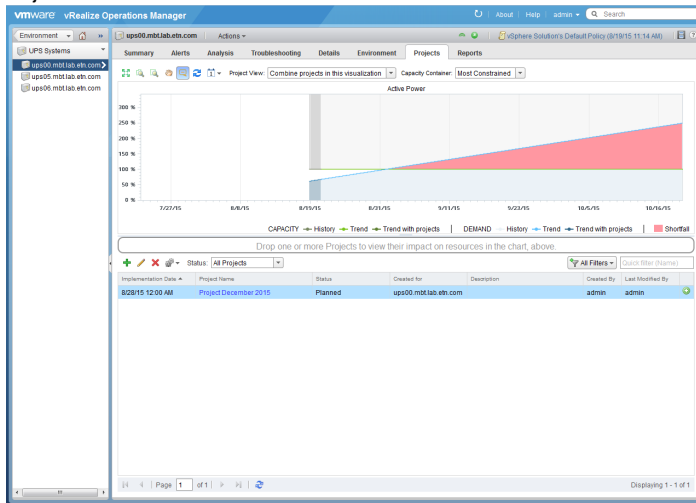 vmware vRealize Operations Manager About Help admin Search
Environment ups00.mbt.lab.etn.com Actions vSphere Solution's Default Policy (8/19/15 11:14 AM)
UPS Systems
ups00.mbt.lab.etn.com
ups05.mbt.lab.etn.com
ups06.mbt.lab.etn.com
Summary Alerts Analysis Troubleshooting Details Environment Projects Reports
Project View: Combine projects in this visualization Capacity Container: Most Constrained
Active Power
300 %
250 %
200 %
150 %
100 %
50 %
0 %
7/27/15 8/8/15 8/19/15 8/31/15 9/11/15 9/23/15 10/5/15 10/16/15
CAPACITY History Trend Trend with projects DEMAND History Trend Trend with projects Shortfall
Drop one or more Projects to view their impact on resources in the chart, above.
Status: All Projects All Filters Quick filter (Name)
Implementation Date Project Name Status Created for Description Created By Last Modified By
8/28/15 12:00 AM Project December 2015 Planned ups00.mbt.lab.etn.com admin admin
Page 1 of 1 Displaying 1 - 1 of 1